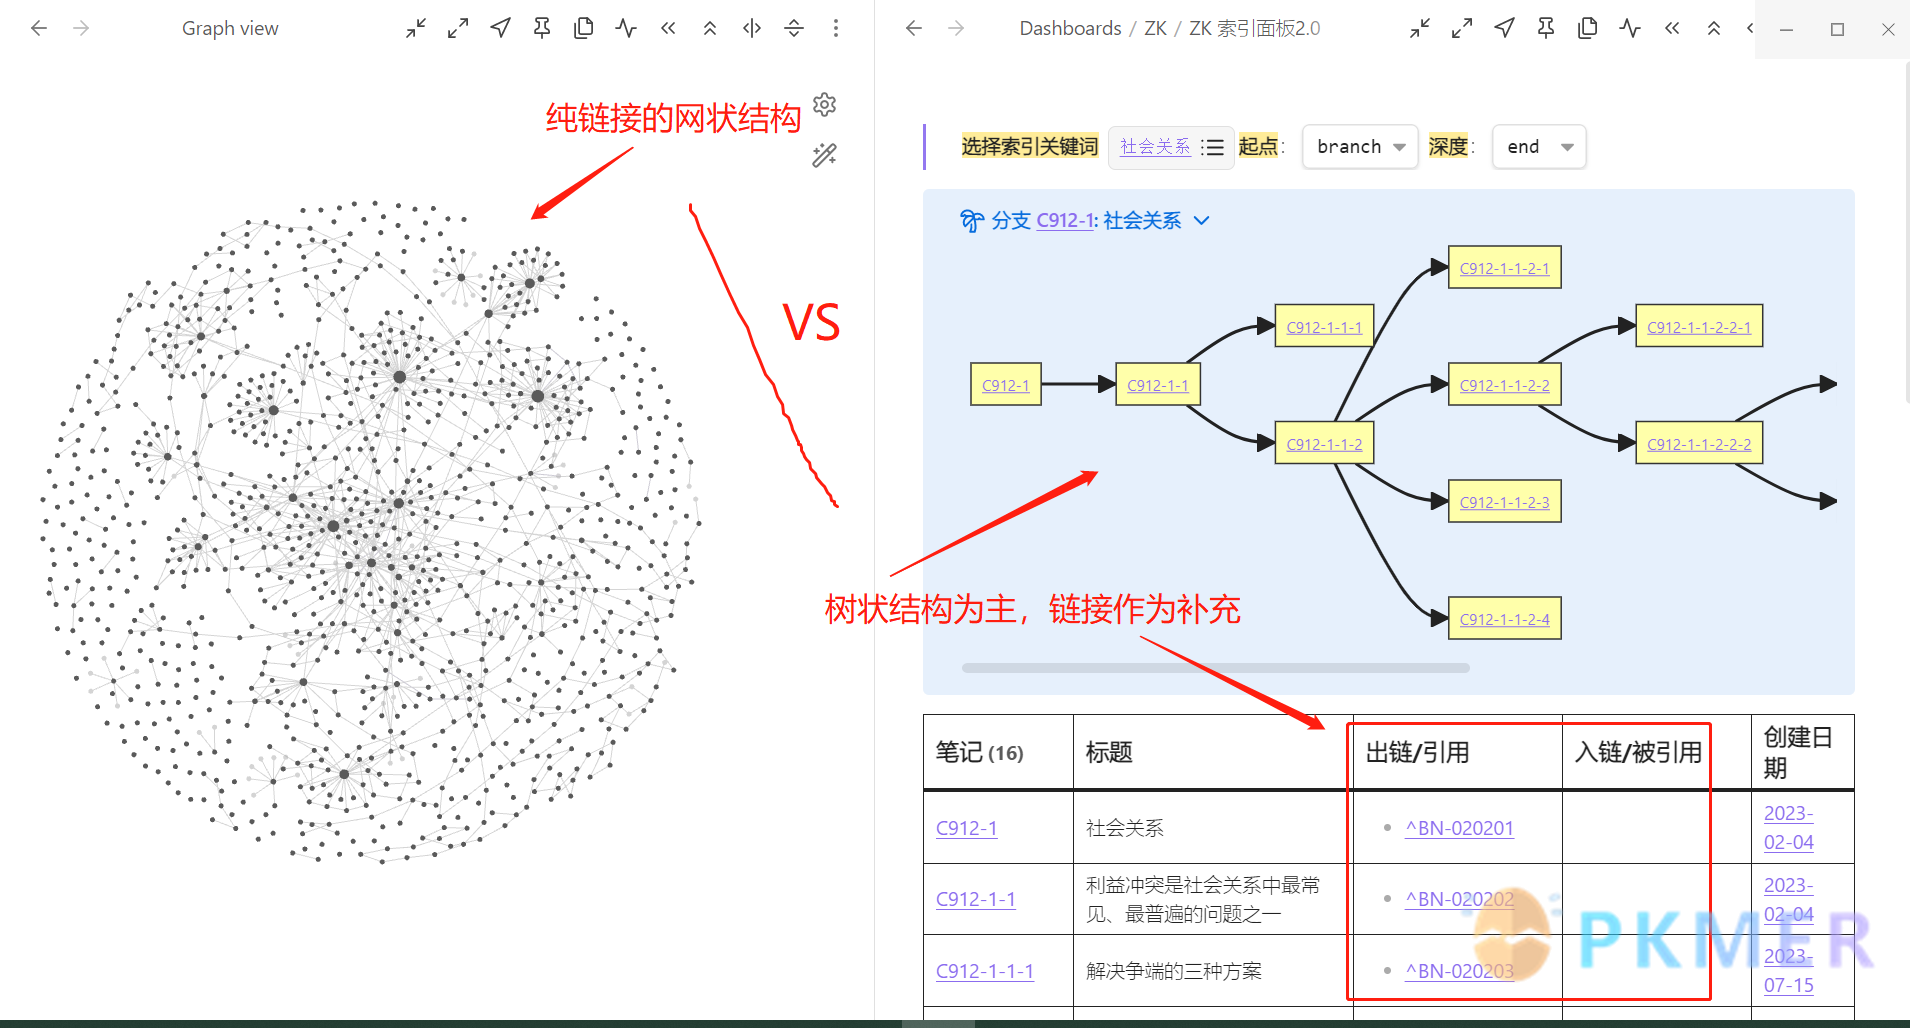 Graph view
Dashboards / ZK / ZK 索引面板2.0
纯链接的网状结构
VS
选择索引关键词 社会关系 起点: branch 深度: end
分支 C912-1: 社会关系
C912-1
C912-1-1
C912-1-1-1
C912-1-1-2
C912-1-1-2-1
C912-1-1-2-2
C912-1-1-2-3
C912-1-1-2-4
C912-1-1-2-2-1
C912-1-1-2-2-2
树状结构为主，链接作为补充
笔记 (16) 标题 出链/引用 入链/被引用 创建日
期
C912-1 社会关系 ^BN-020201 2023-
02-04
C912-1-1 利益冲突是社会关系中最常
见、最普遍的问题之一 ^BN-020202 2023-
02-04
C912-1-1-1 解决争端的三种方案 ^BN-020203 2023-
07-15
PKMER